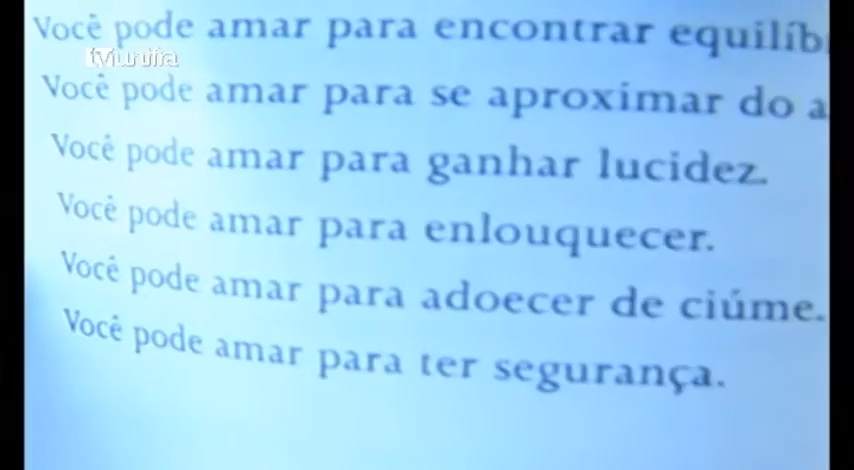 Você pode amar para encontrar equilíb
Você pode amar para se aproximar do a
Você pode amar para ganhar lucidez.
Você pode amar para enlouquecer.
Você pode amar para adoecer de ciúme.
Você pode amar para ter segurança.